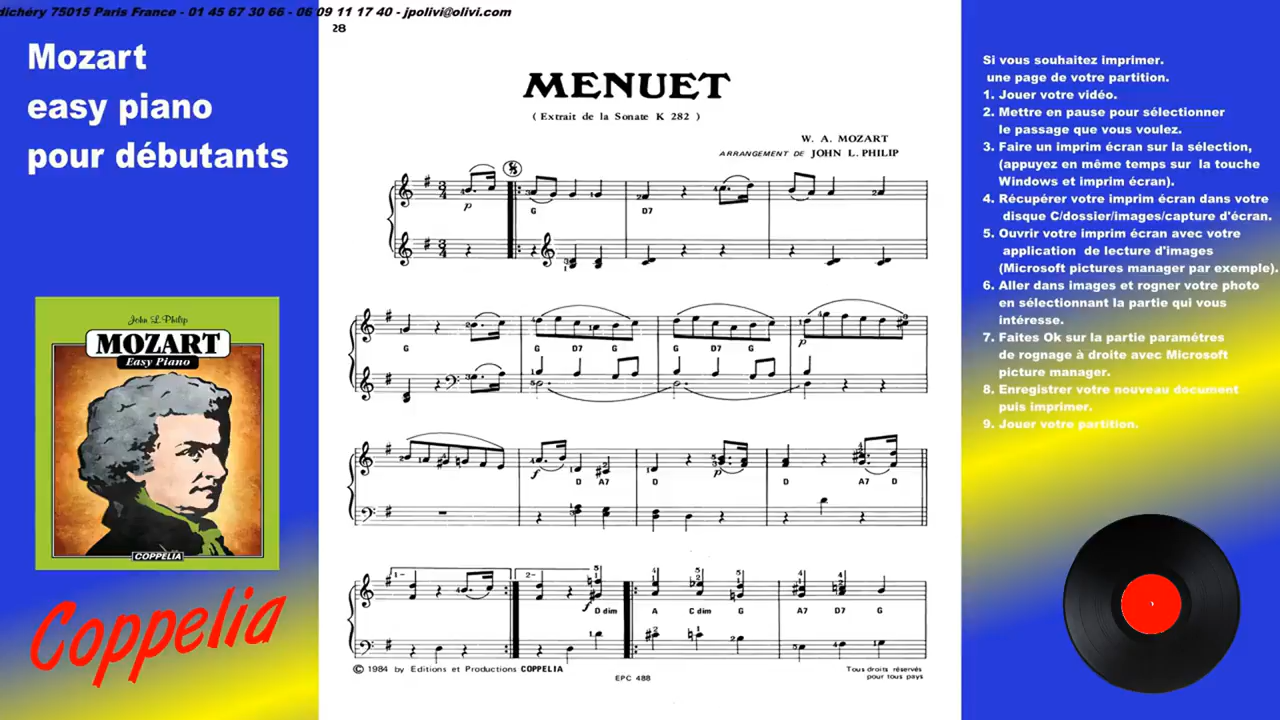 dichéry 75015 Paris France - 01 45 67 30 66 - 06 09 11 17 40 - jpolivi@olivi.com
Mozart
easy piano
pour débutants
John L. Philip
MOZART
Easy Piano
COPPELIA
Coppelia
28
MENUET
( Extrait de la Sonate K 282 )
W. A. MOZART
ARRANGEMENT DE JOHN L. PHILIP
p
G D7
G G D7 G G D7 G p
f D A7 D p D A7 D
1- 2- f D dim A C dim G A7 D7 G
© 1984 by Editions et Productions COPPELIA
EPC 488
Tous droits réservés
pour tous pays
Si vous souhaitez imprimer.
une page de votre partition.
1. Jouer votre vidéo.
2. Mettre en pause pour sélectionner
le passage que vous voulez.
3. Faire un imprim écran sur la sélection,
(appuyez en même temps sur la touche
Windows et imprim écran).
4. Récupérer votre imprim écran dans votre
disque C/dossier/images/capture d'écran.
5. Ouvrir votre imprim écran avec votre
application de lecture d'images
(Microsoft pictures manager par exemple).
6. Aller dans images et rogner votre photo
en sélectionnant la partie qui vous
intéresse.
7. Faites Ok sur la partie paramétres
de rognage à droite avec Microsoft
picture manager.
8. Enregistrer votre nouveau document
puis imprimer.
9. Jouer votre partition.